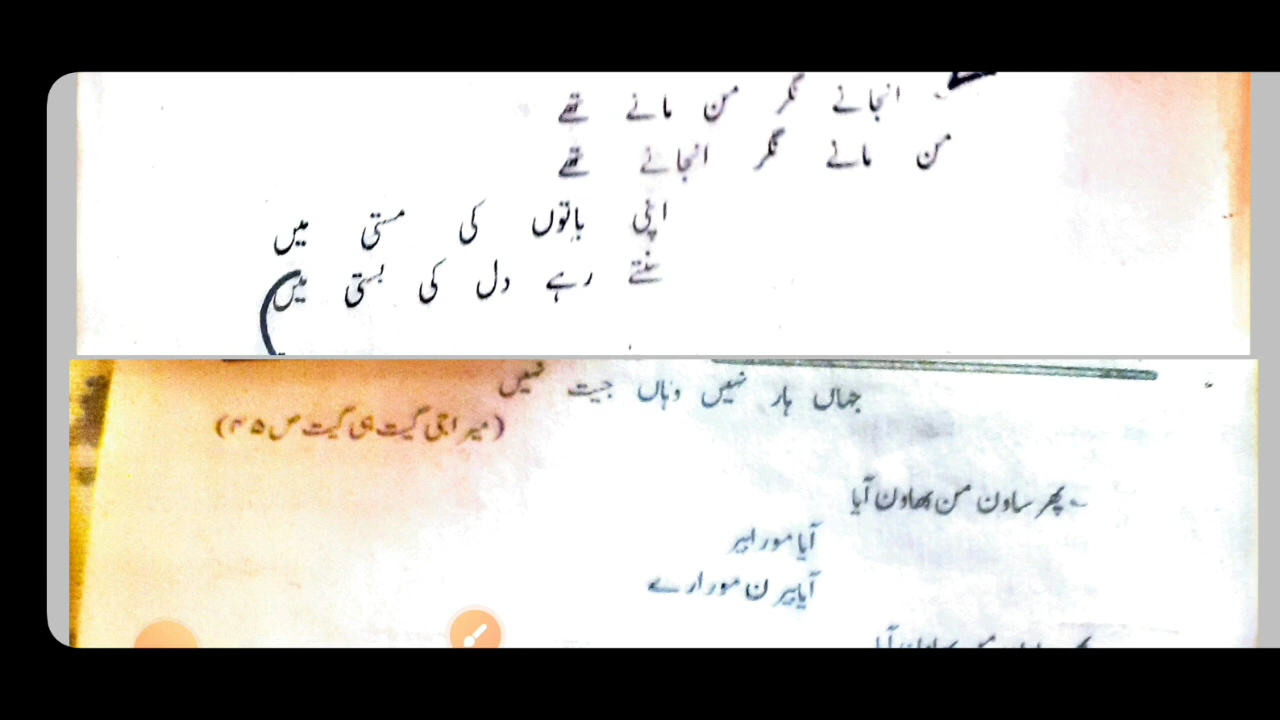 انجانے نگر من مانے تھے
من مانے نگر انجانے تھے
اپنی باتوں کی مستی میں
سنتے رہے دل کی بستی میں
جہاں ہار نہیں وہاں جیت نہیں
(میراجی گیت ہی گیت ص ۴۵)
پھر ساون من بھاون آیا
آیا مورا بیر
آیا بیرن مورا رے